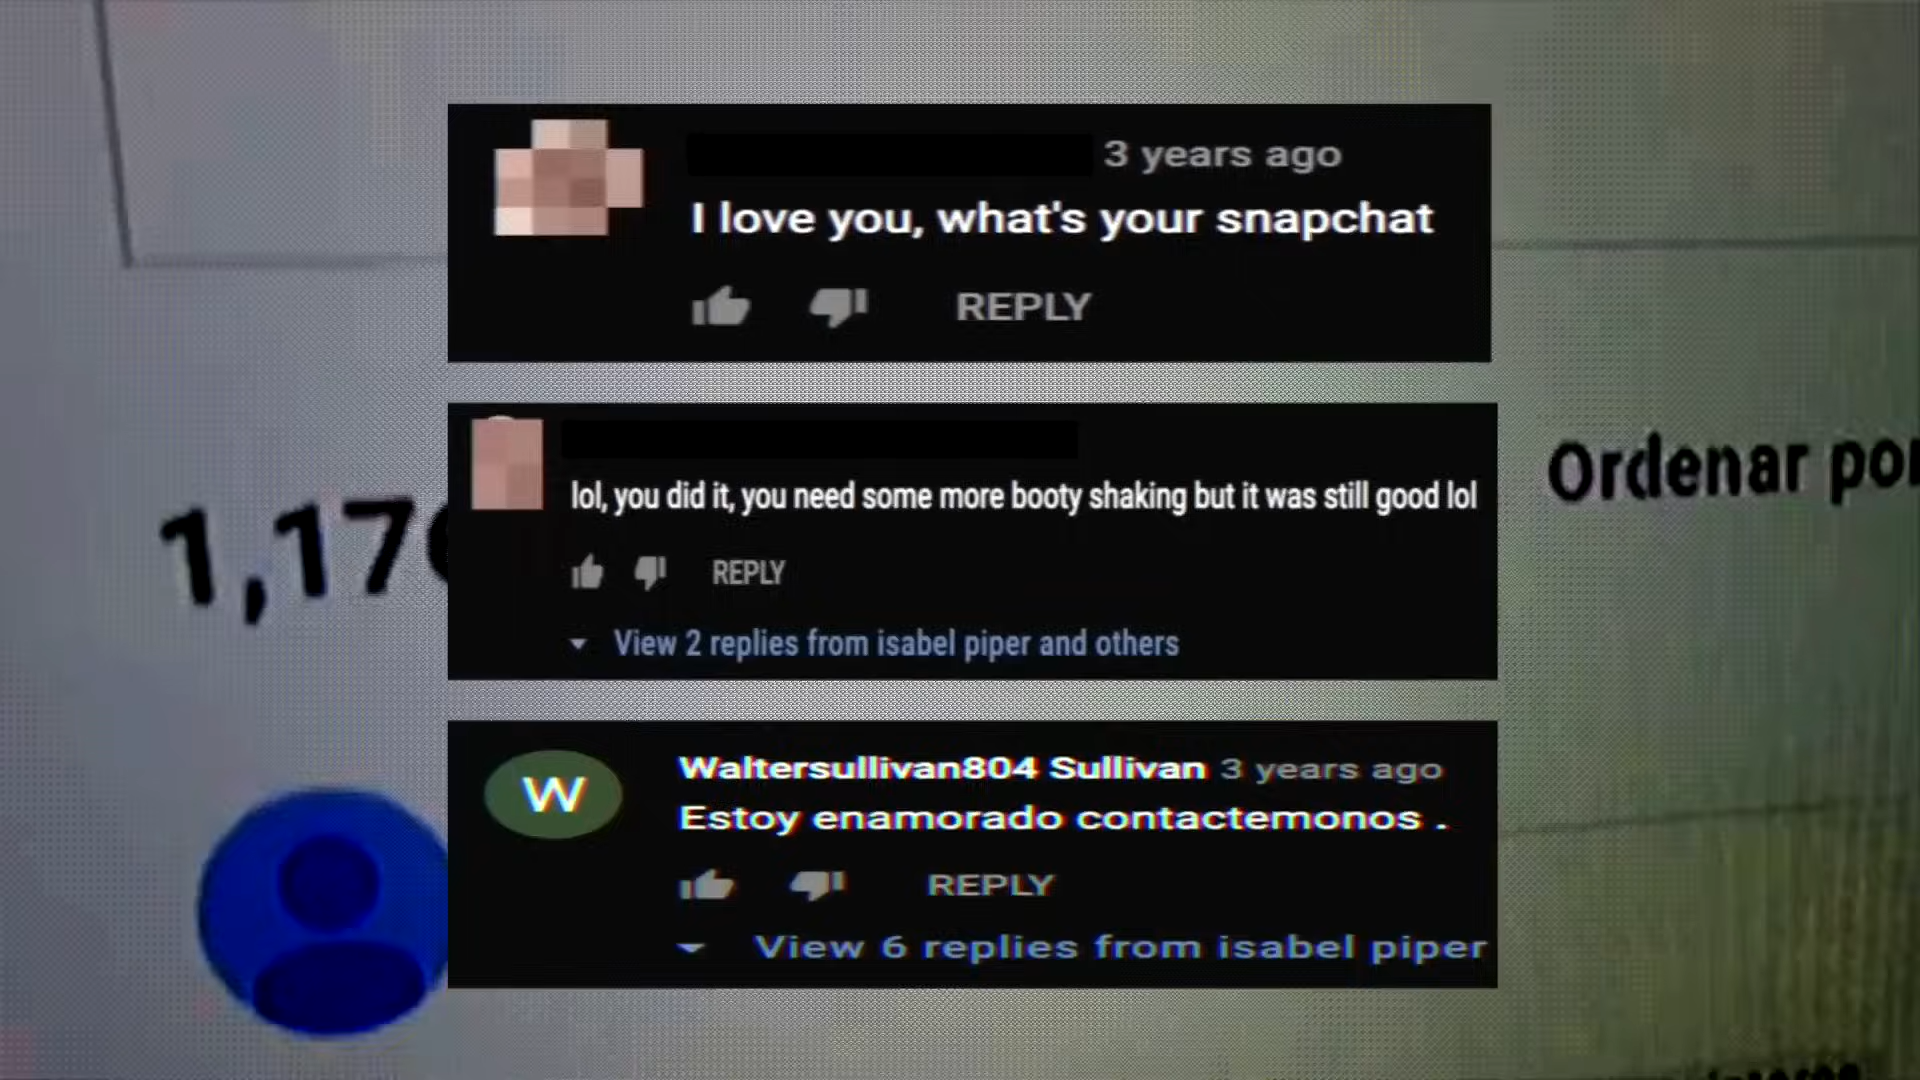 3 years ago
I love you, what's your snapchat
REPLY
lol, you did it, you need some more booty shaking but it was still good lol
REPLY
View 2 replies from isabel piper and others
1,17
Ordenar por
W
Waltersullivan804 Sullivan 3 years ago
Estoy enamorado contactemonos .
REPLY
View 6 replies from isabel piper